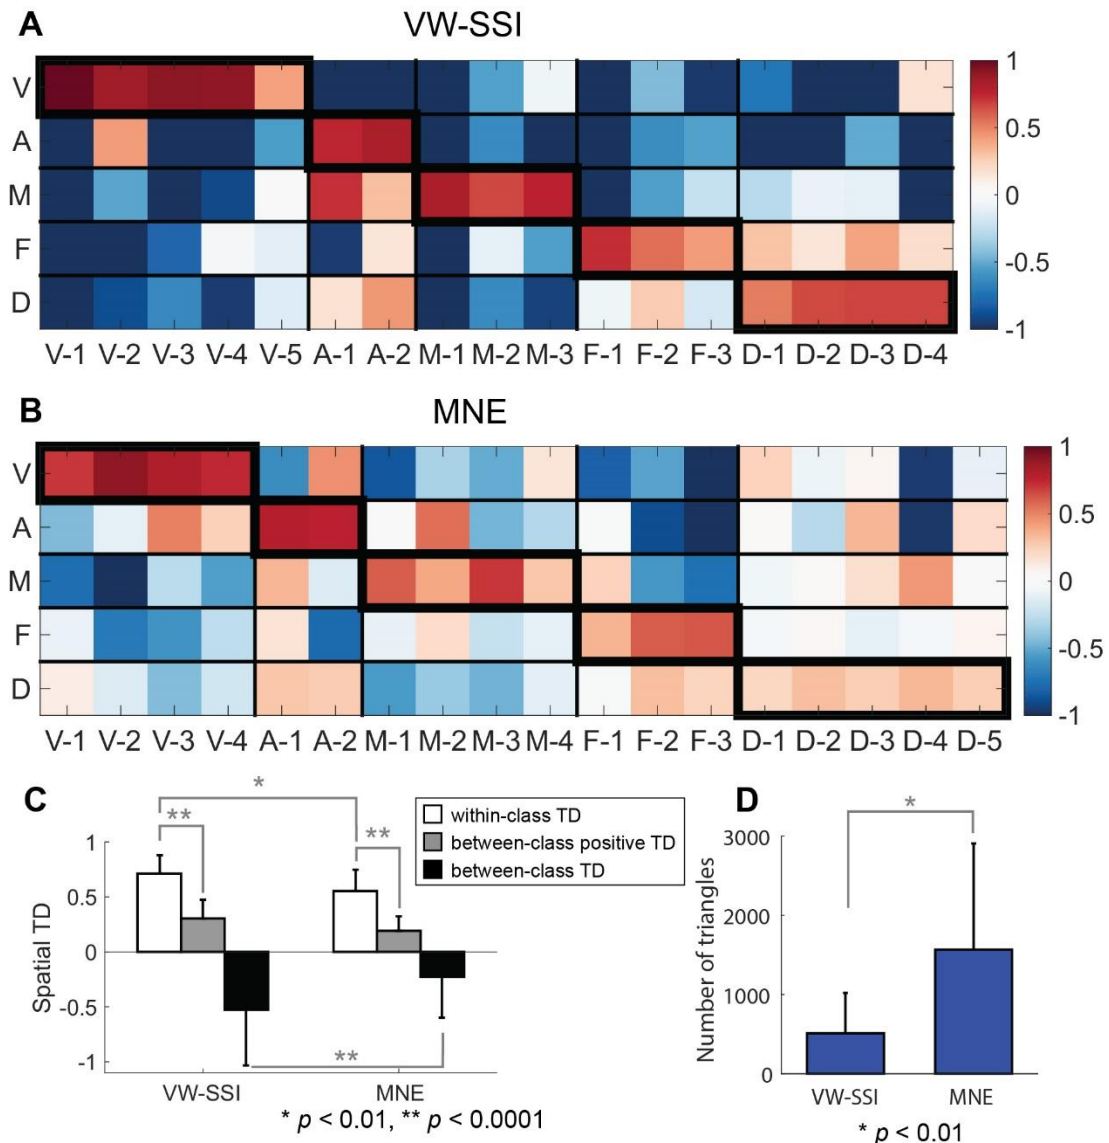 A
VW-SSI
V
A
M
F
D
1
0.5
0
-0.5
-1
V-1 V-2 V-3 V-4 V-5 A-1 A-2 M-1 M-2 M-3 F-1 F-2 F-3 D-1 D-2 D-3 D-4
B
MNE
V
A
M
F
D
1
0.5
0
-0.5
-1
V-1 V-2 V-3 V-4 A-1 A-2 M-1 M-2 M-3 M-4 F-1 F-2 F-3 D-1 D-2 D-3 D-4 D-5
C
*
**
**
within-class TD
between-class positive TD
between-class TD
Spatial TD
1
0.5
0
-0.5
-1
**
VW-SSI MNE
* p < 0.01, ** p < 0.0001
D
*
Number of triangles
3000
2000
1000
0
VW-SSI MNE
* p < 0.01